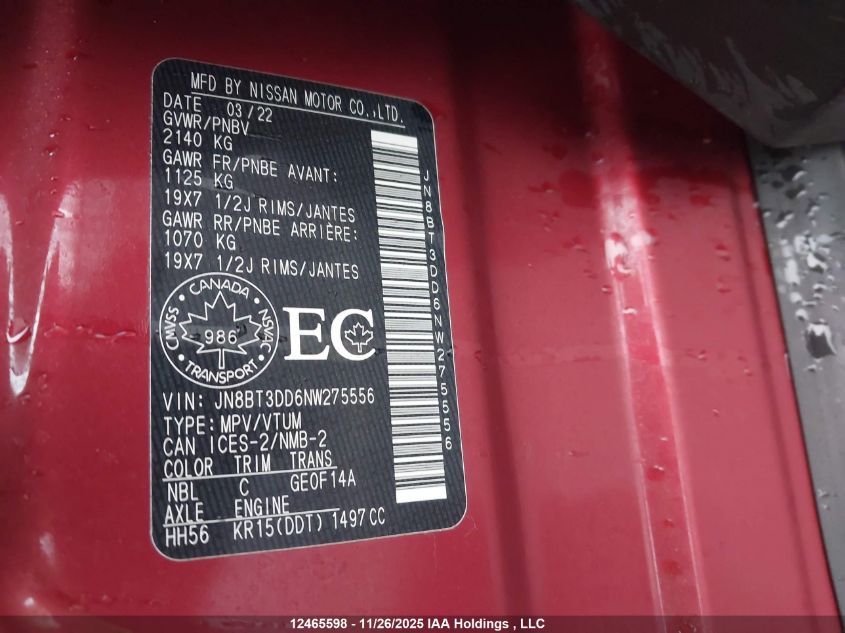 MFD BY NISSAN MOTOR CO.,LTD.
DATE 03/22
GVWR/PNBV
2140 KG
GAWR FR/PNBE AVANT:
1125 KG
19X7 1/2J RIMS/JANTES
GAWR RR/PNBE ARRIÈRE:
1070 KG
19X7 1/2J RIMS/JANTES
CANADA
CMVSS 986 NSVAC
TRANSPORT
EC
VIN: JN8BT3DD6NW275556
TYPE: MPV/VTUM
CAN ICES-2/NMB-2
COLOR TRIM TRANS
NBL C GE0F14A
AXLE ENGINE
HH56 KR15(DDT) 1497CC
JN8BT3DD6NW275556
12465598 - 11/26/2025 IAA Holdings , LLC